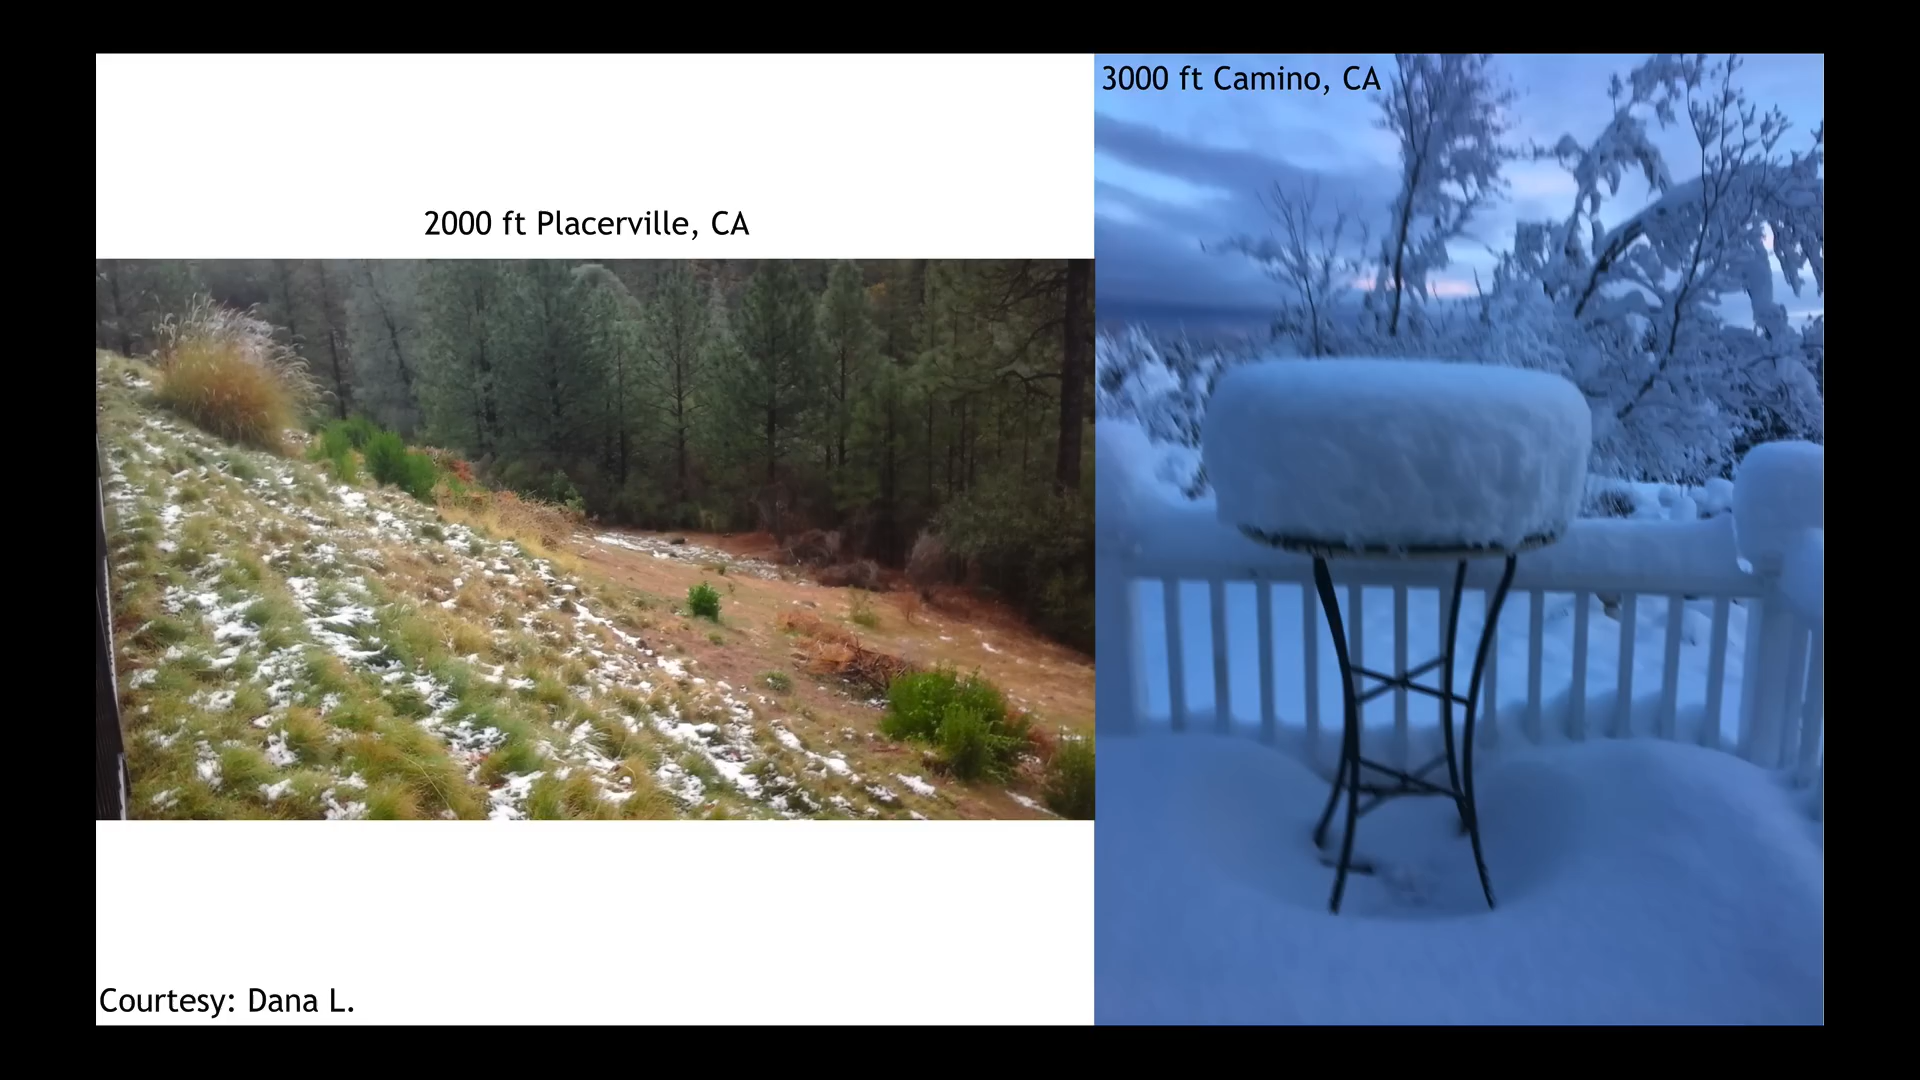 3000 ft Camino, CA
2000 ft Placerville, CA
Courtesy: Dana L.